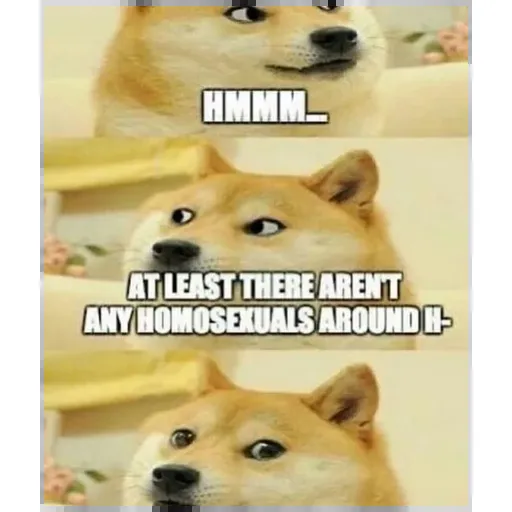 HMMM...
AT LEAST THERE AREN'T
ANY HOMOSEXUALS AROUND H-